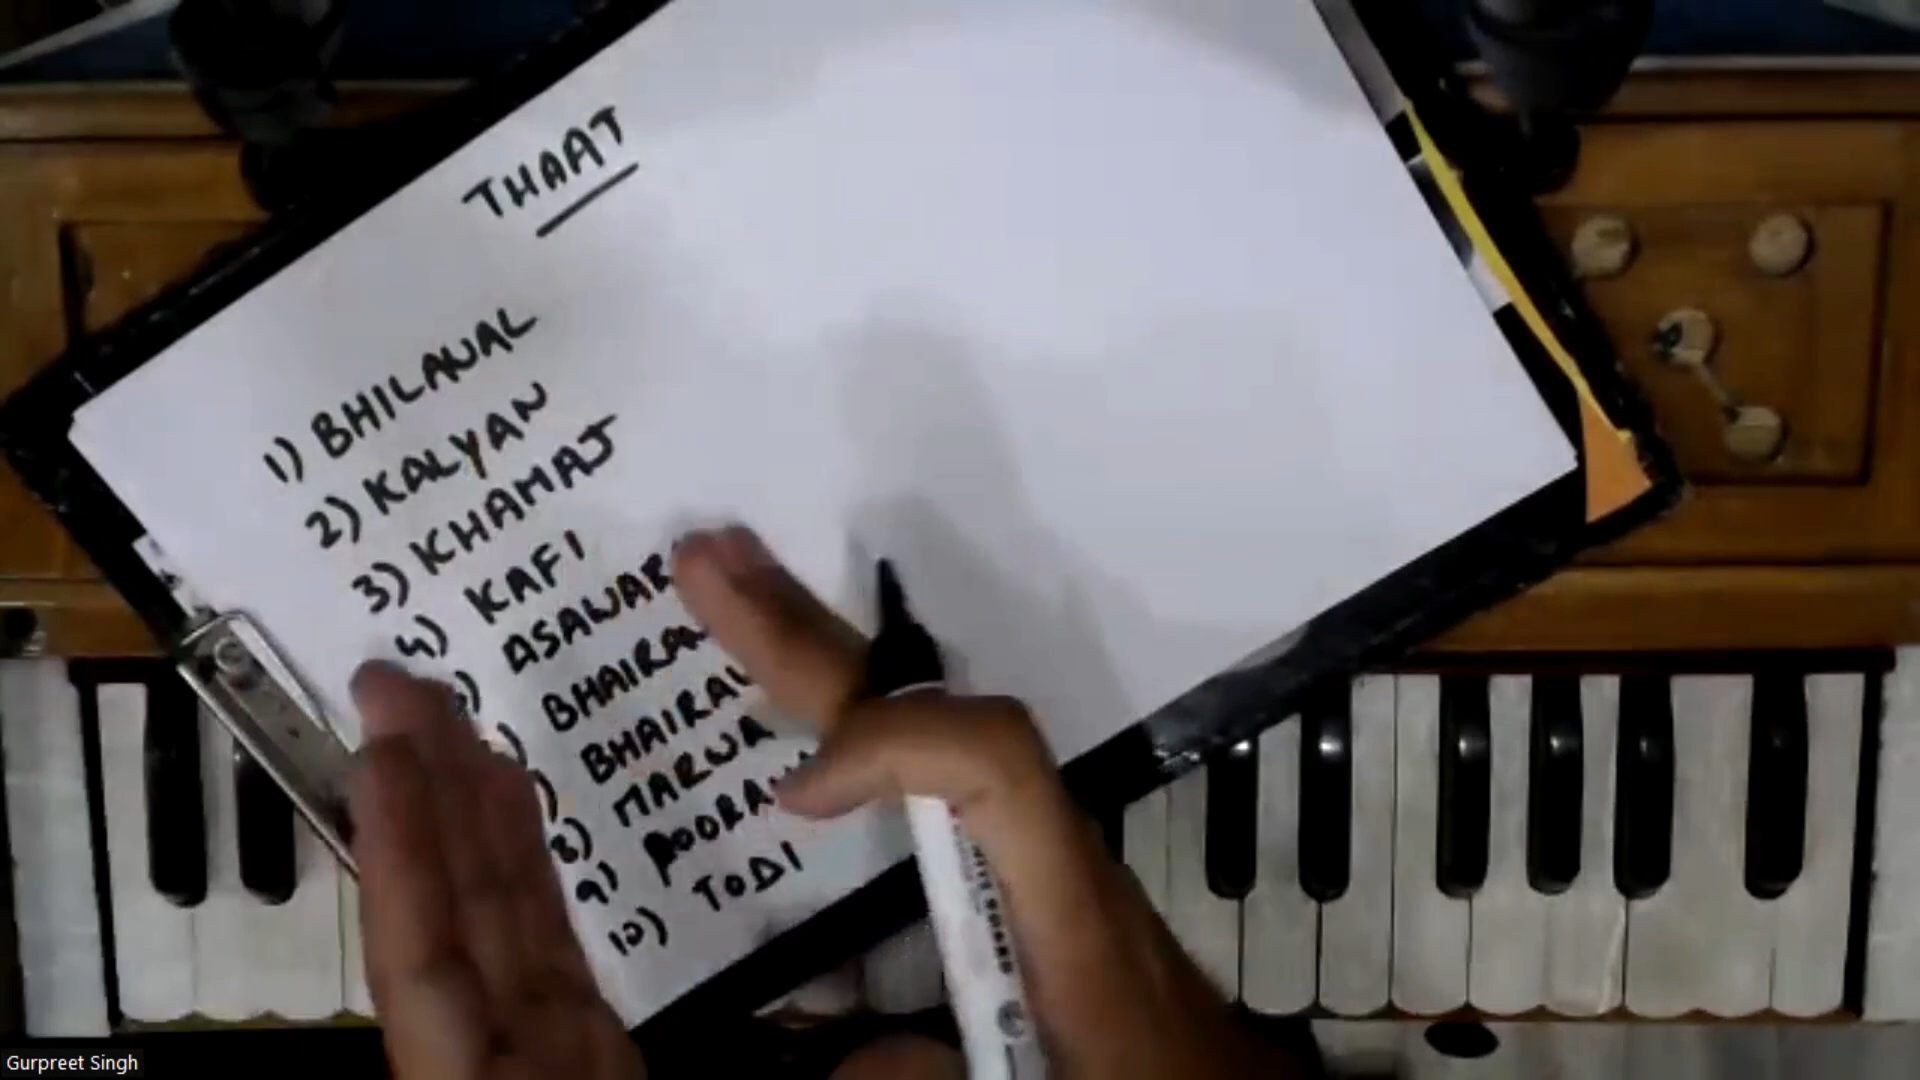 THAAT
1) BHILAWAL
2) KALYAN
3) KHAMAJ
4) KAFI
ASAWAR
BHAIRA
BHAIRAV
8) MARWA
9) POORA
10) TODI
Gurpreet Singh